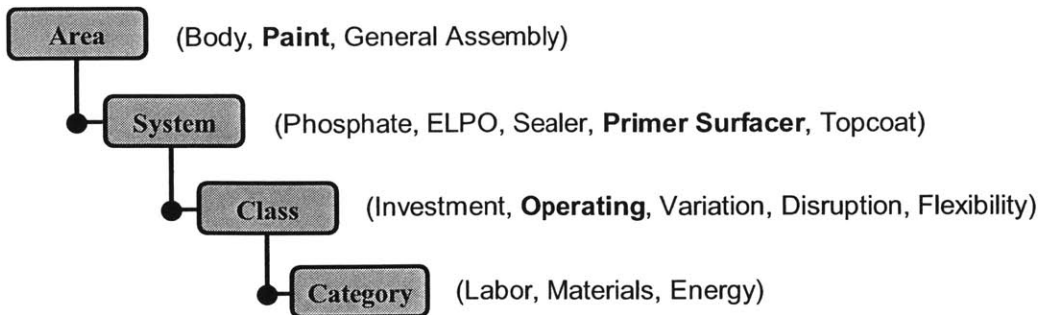 Area (Body, Paint, General Assembly)
System (Phosphate, ELPO, Sealer, Primer Surfacer, Topcoat)
Class (Investment, Operating, Variation, Disruption, Flexibility)
Category (Labor, Materials, Energy)